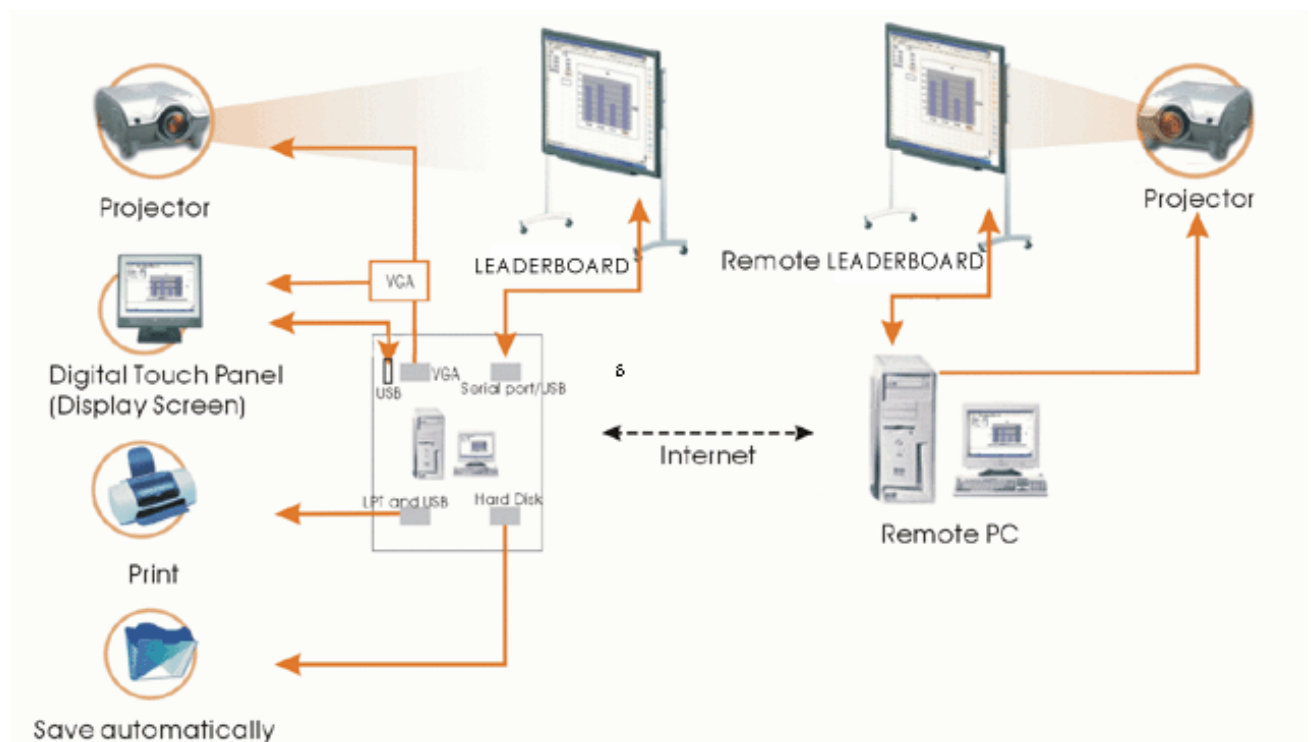 Projector
LEADERBOARD
Remote LEADERBOARD
Projector
VGA
Digital Touch Panel
(Display Screen)
USB
VGA
Serial port/USB
δ
Internet
LPT and USB
Hard Disk
Remote PC
Print
Save automatically